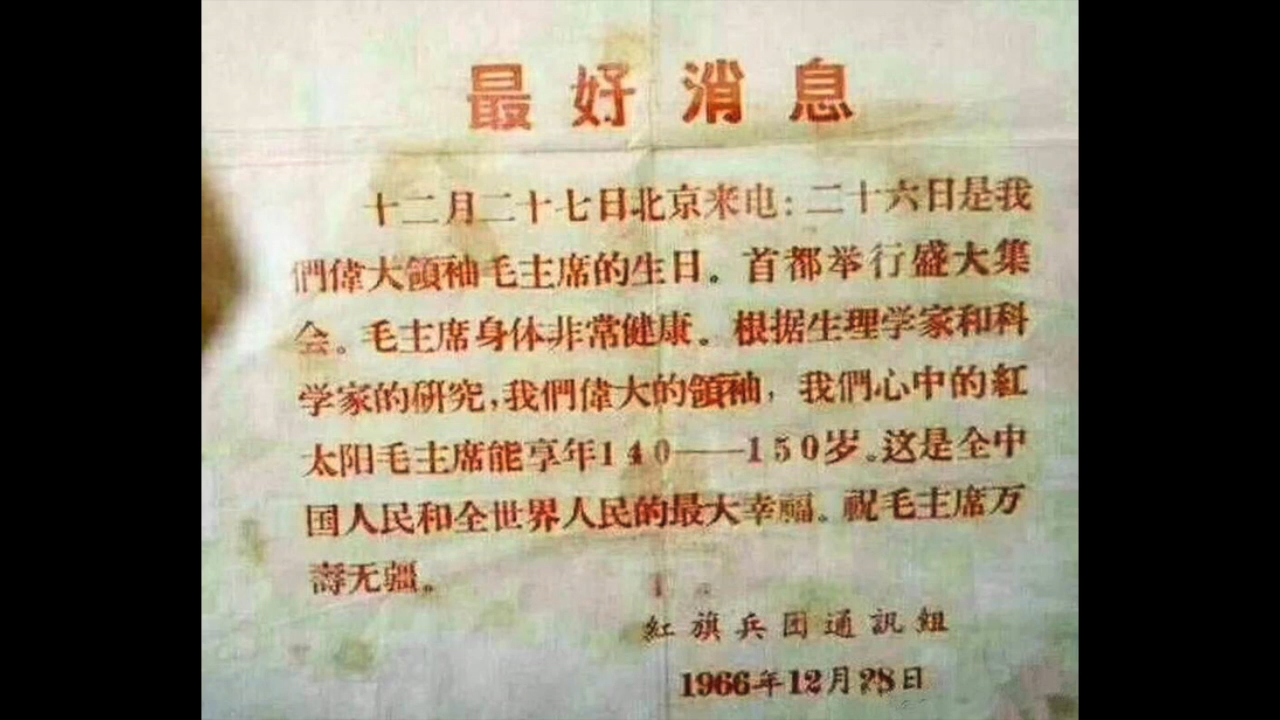 最好消息
十二月二十七日北京来电：二十六日是我
們偉大領袖毛主席的生日。首都举行盛大集
会。毛主席身体非常健康。根据生理学家和科
学家的研究，我們偉大的領袖，我們心中的紅
太阳毛主席能享年140——150岁。这是全中
国人民和全世界人民的最大幸福。祝毛主席万
壽无疆。
紅旗兵团通訊組
1966年12月28日